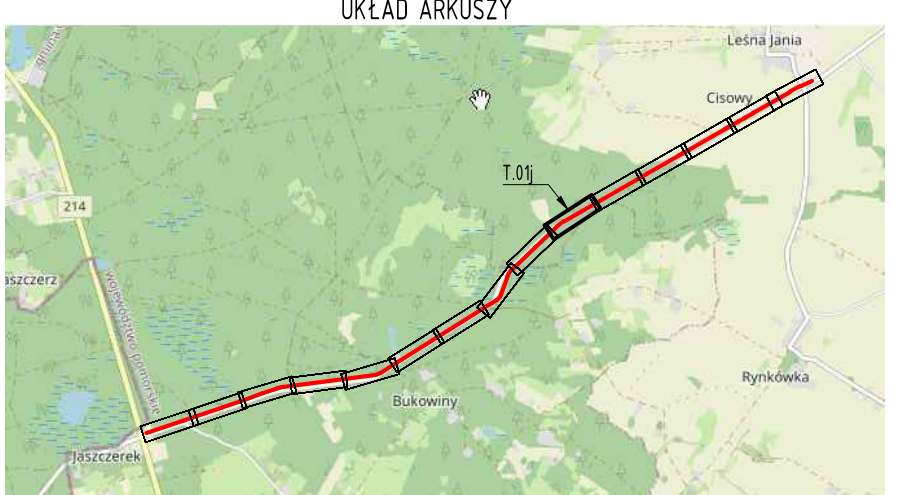 UKŁAD ARKUSZY
Leśna Jania
Cisowy
T.01j
214
aszczerz
województwo pomorskie
Rynkówka
Bukowiny
Jaszczerek